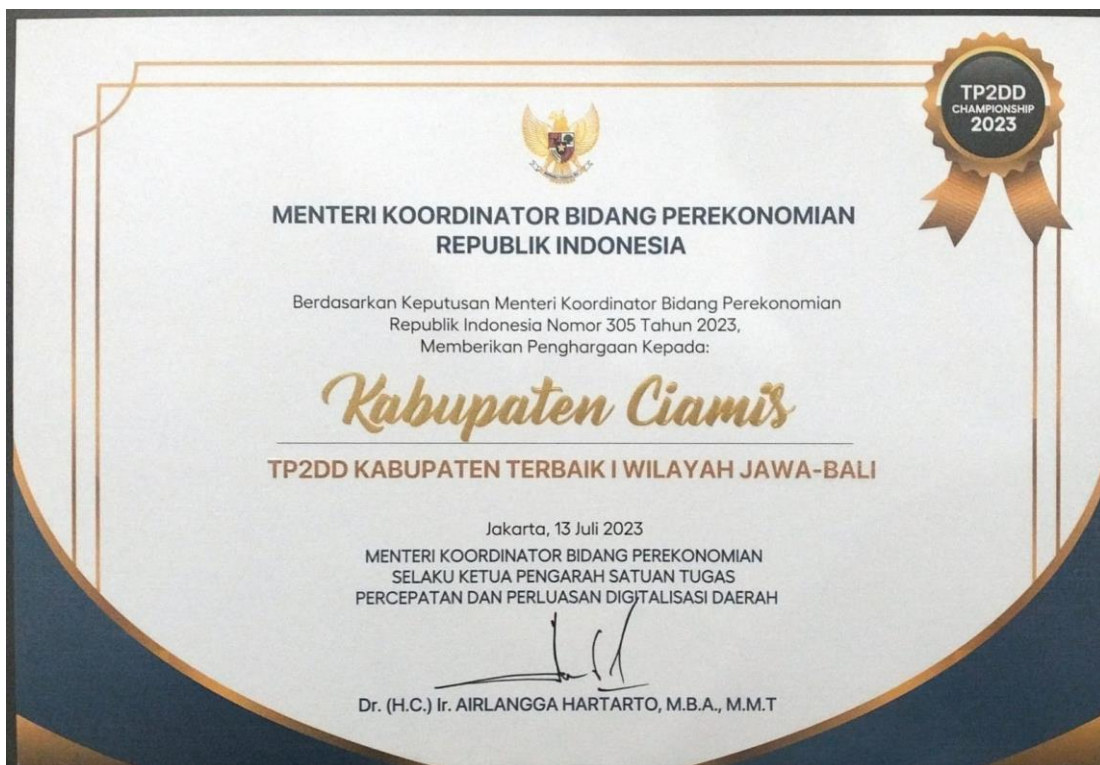 TP2DD
CHAMPIONSHIP
2023
MENTERI KOORDINATOR BIDANG PEREKONOMIAN
REPUBLIK INDONESIA
Berdasarkan Keputusan Menteri Koordinator Bidang Perekonomian
Republik Indonesia Nomor 305 Tahun 2023,
Memberikan Penghargaan Kepada:
Kabupaten Ciamis
TP2DD KABUPATEN TERBAIK I WILAYAH JAWA-BALI
Jakarta, 13 Juli 2023
MENTERI KOORDINATOR BIDANG PEREKONOMIAN
SELAKU KETUA PENGARAH SATUAN TUGAS
PERCEPATAN DAN PERLUASAN DIGITALISASI DAERAH
Dr. (H.C.) Ir. AIRLANGGA HARTARTO, M.B.A., M.M.T